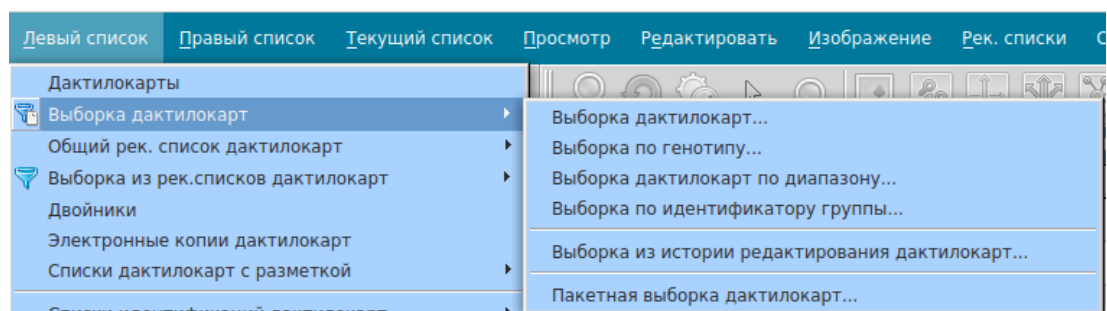 Левый список Правый список Текущий список Просмотр Редактировать Изображение Рек. списки
Дактилокарты
Выборка дактилокарт
Общий рек. список дактилокарт
Выборка из рек.списков дактилокарт
Двойники
Электронные копии дактилокарт
Списки дактилокарт с разметкой
Выборка дактилокарт...
Выборка по генотипу...
Выборка дактилокарт по диапазону...
Выборка по идентификатору группы...
Выборка из истории редактирования дактилокарт...
Пакетная выборка дактилокарт...